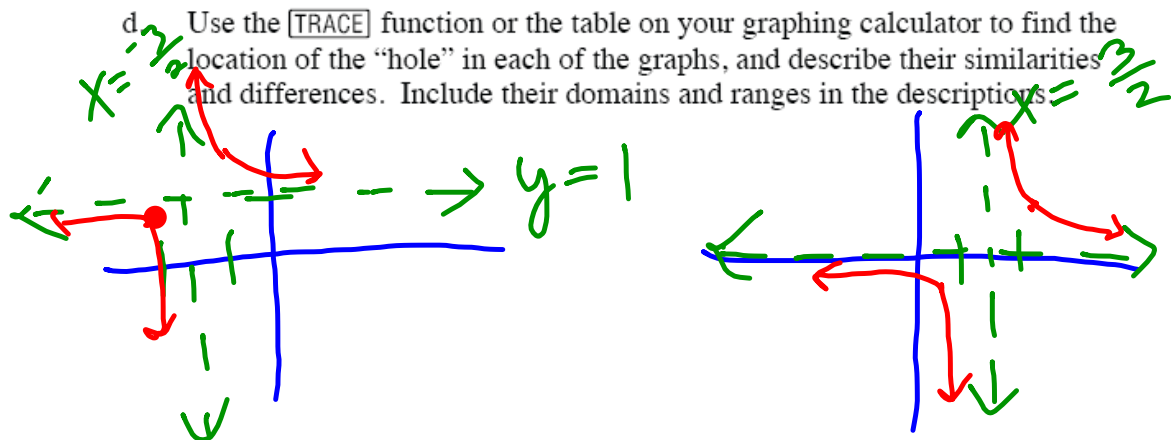 d. Use the TRACE function or the table on your graphing calculator to find the
location of the “hole” in each of the graphs, and describe their similarities
and differences. Include their domains and ranges in the descriptions.
x = -3/2
x = 3/2
y = 1